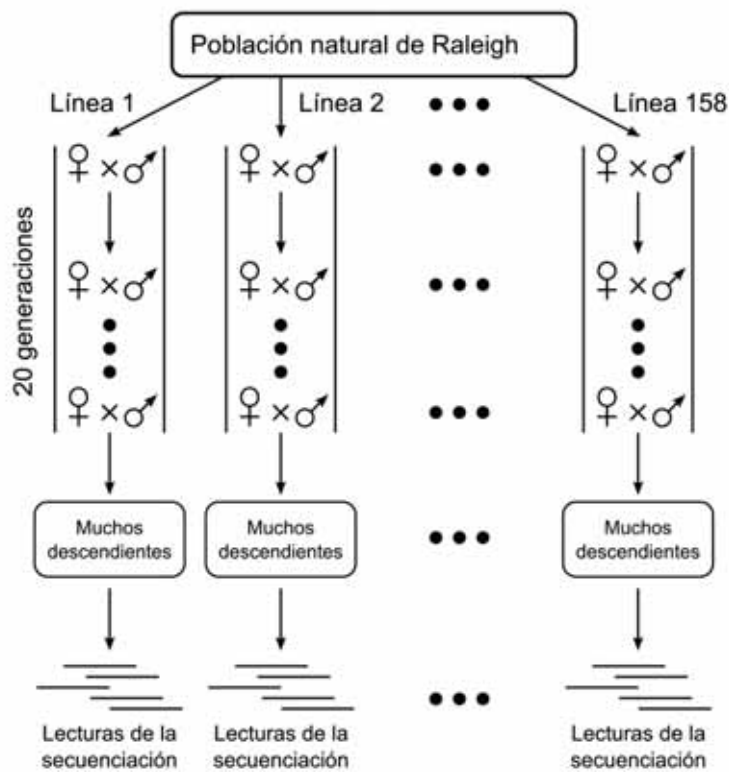 Población natural de Raleigh
Línea 1
Línea 2
Línea 158
20 generaciones
Muchos
descendientes
Muchos
descendientes
Muchos
descendientes
Lecturas de la
secuenciación
Lecturas de la
secuenciación
Lecturas de la
secuenciación